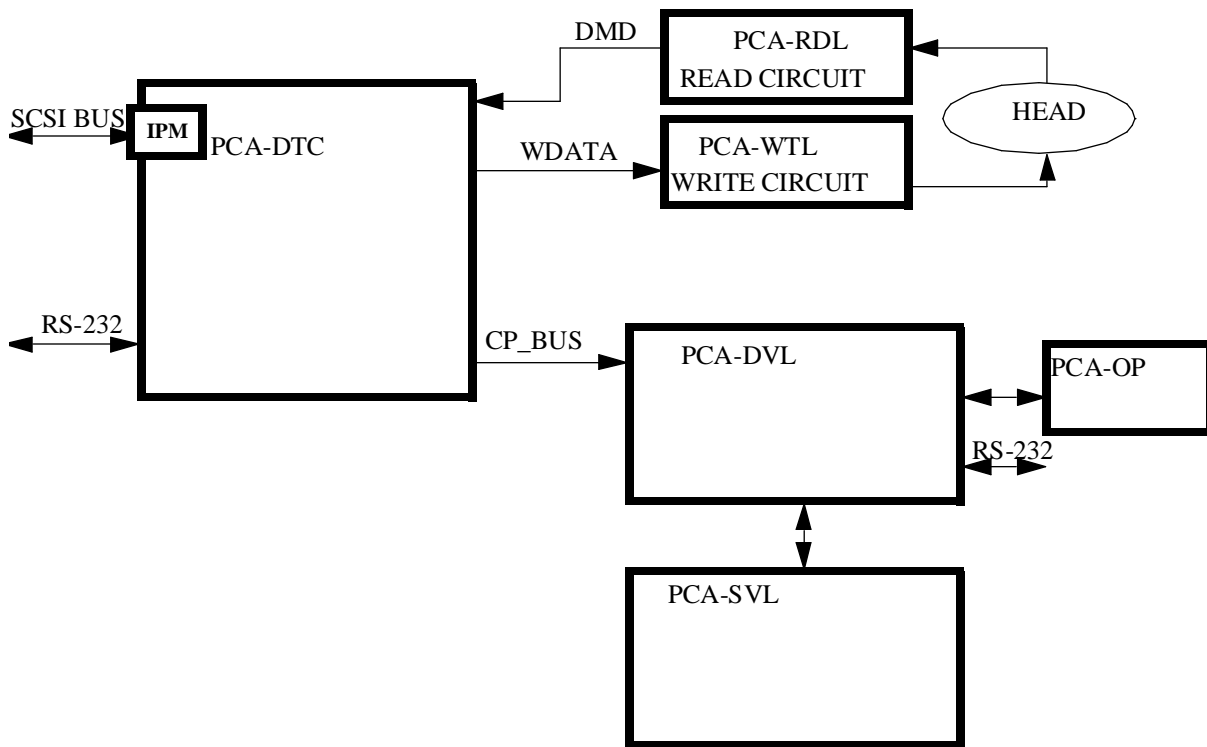 DMD
PCA-RDL
READ CIRCUIT
HEAD
SCSI BUS
IPM
PCA-DTC
WDATA
PCA-WTL
WRITE CIRCUIT
RS-232
CP_BUS
PCA-DVL
PCA-OP
RS-232
PCA-SVL